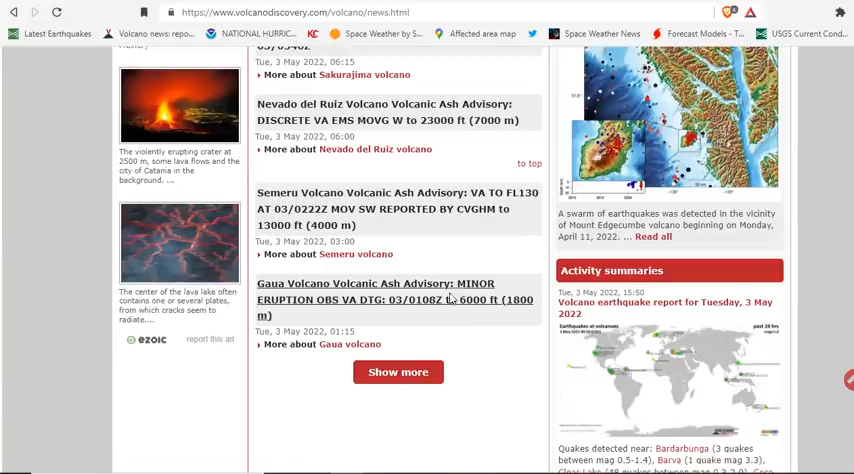 https://www.volcanodiscovery.com/volcano/news.html
Latest Earthquakes
Volcano news: repo...
NATIONAL HURRIC...
KC
Space Weather by S...
Affected area map
Space Weather News
Forecast Models - T...
USGS Current Cond...
Tue, 3 May 2022, 06:15
More about Sakurajima volcano
Nevado del Ruiz Volcano Volcanic Ash Advisory:
DISCRETE VA EMS MOVG W to 23000 ft (7000 m)
Tue, 3 May 2022, 06:00
More about Nevado del Ruiz volcano
to top
Semeru Volcano Volcanic Ash Advisory: VA TO FL130
AT 03/0222Z MOV SW REPORTED BY CVGHM to
13000 ft (4000 m)
Tue, 3 May 2022, 03:00
More about Semeru volcano
Gaua Volcano Volcanic Ash Advisory: MINOR
ERUPTION OBS VA DTG: 03/0108Z to 6000 ft (1800
m)
Tue, 3 May 2022, 01:15
More about Gaua volcano
Show more
The violently erupting crater at
2500 m, some lava flows and the
city of Catania in the
background. ...
The center of the lava lake often
contains one or several plates,
from which cracks seem to
radiate....
ezoic
report this ad
A swarm of earthquakes was detected in the vicinity
of Mount Edgecumbe volcano beginning on Monday,
April 11, 2022. ... Read all
Activity summaries
Tue, 3 May 2022, 15:50
Volcano earthquake report for Tuesday, 3 May
2022
Earthquakes at volcanoes
past 24 hrs
Quakes detected near: Bardarbunga (3 quakes
between mag 0.5-1.4), Barva (1 quake mag 3.3),